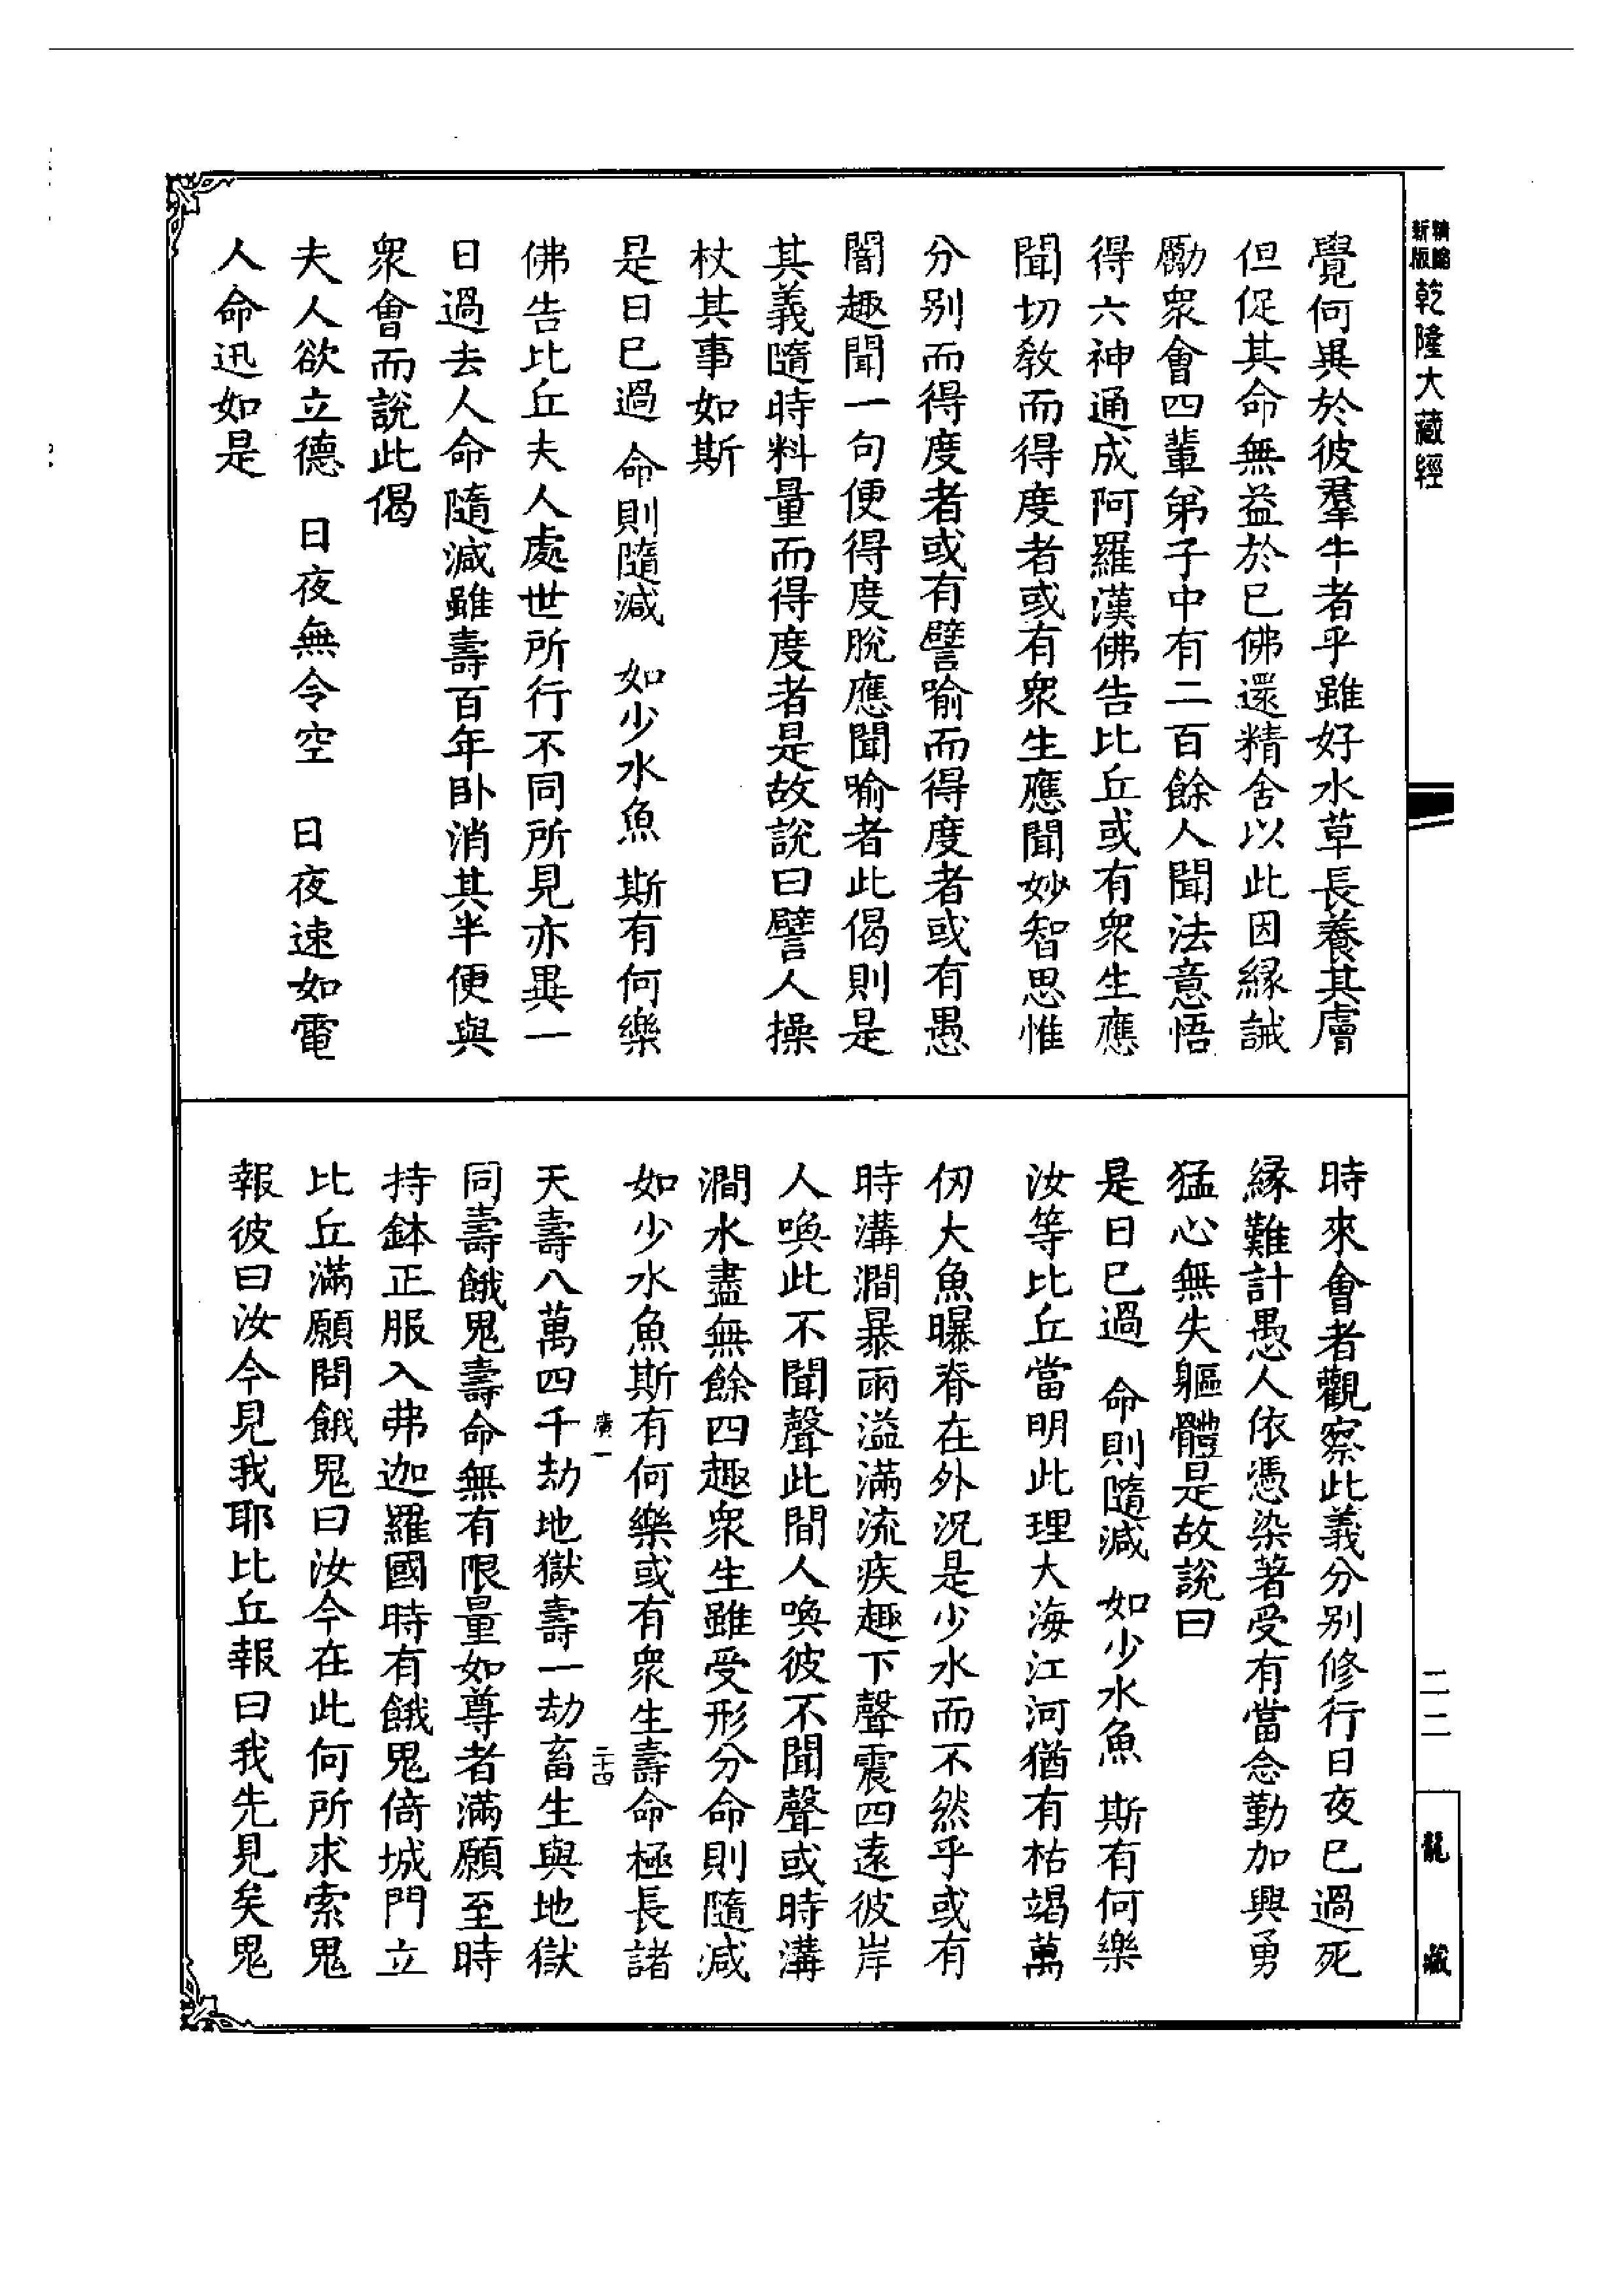 精縮新版 乾隆大藏經
覺何異於彼羣牛者乎雖好水草長養其膚
但促其命無益於已佛還精舍以此因緣誡
勵衆會四輩弟子中有二百餘人聞法意悟
得六神通成阿羅漢佛告比丘或有衆生應
聞切教而得度者或有衆生應聞妙智思惟
分别而得度者或有譬喻而得度者或有愚
闇趣聞一句便得度脫應聞喻者此偈則是
其義隨時料量而得度者是故說曰譬人操
杖其事如斯
是日已過 命則隨減 如少水魚 斯有何樂
佛告比丘夫人處世所行不同所見亦異一
日過去人命隨減雖壽百年卧消其半便與
衆會而說此偈
夫人欲立德 日夜無令空 日夜速如電
人命迅如是
時來會者觀察此義分别修行日夜已過死
緣難計愚人依憑染著受有當念勤加興勇
猛心無失軀體是故說曰
是日已過 命則隨減 如少水魚 斯有何樂
汝等比丘當明此理大海江河猶有枯竭萬
仞大魚曝脊在外況是少水而不然乎或有
時溝澗暴雨溢滿流疾趣下聲震四遠彼岸
人喚此不聞聲此間人喚彼不聞聲或時溝
澗水盡無餘四趣衆生雖受形分命則隨減
如少水魚斯有何樂或有衆生壽命極長諸
廣一 二十四
天壽八萬四千劫地獄壽一劫畜生與地獄
同壽餓鬼壽命無有限量如尊者滿願至時
持鉢正服入弗迦羅國時有餓鬼倚城門立
比丘滿願問餓鬼曰汝今在此何所求索鬼
報彼曰汝今見我耶比丘報曰我先見矣鬼
二二
龍藏